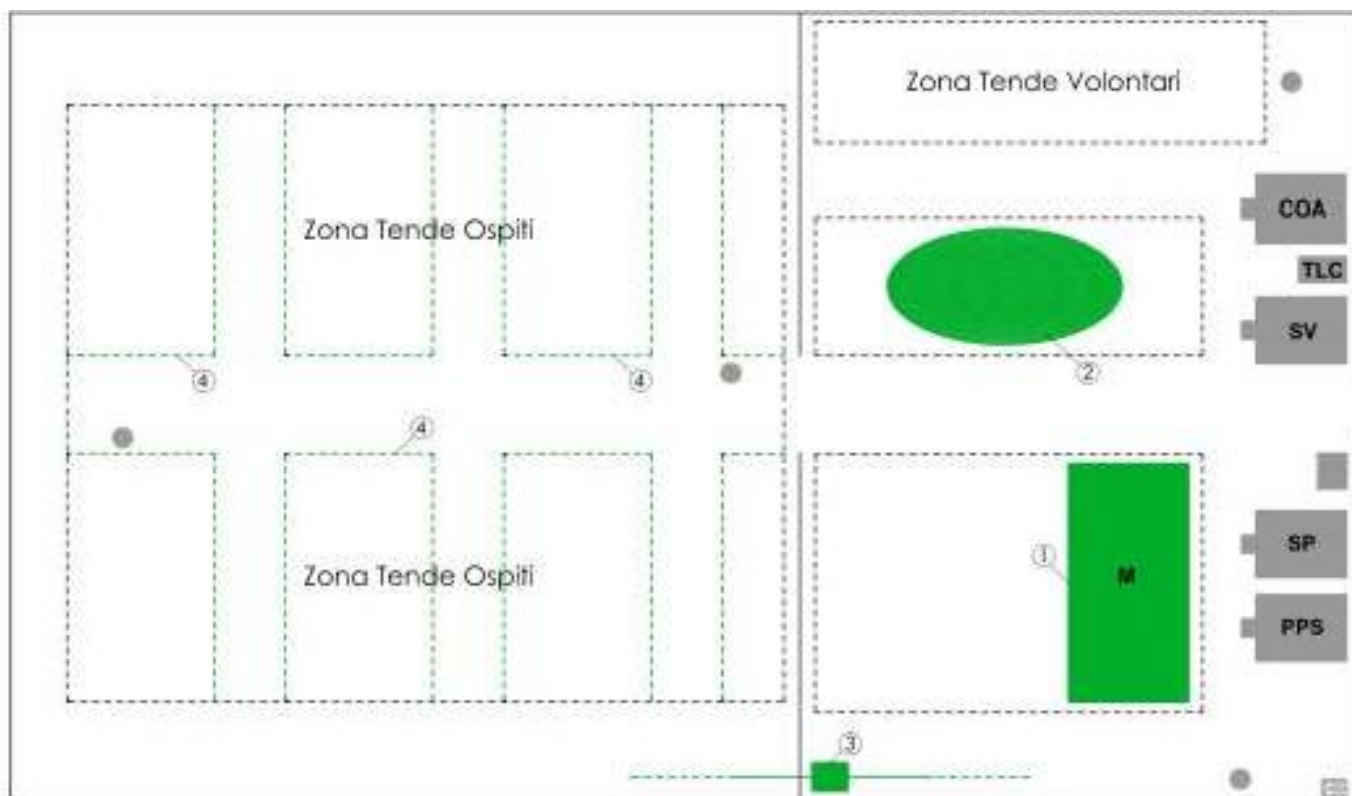 Zona Tende Volontari
COA
Zona Tende Ospiti
TLC
SV
4
4
2
4
SP
1
M
Zona Tende Ospiti
PPS
3